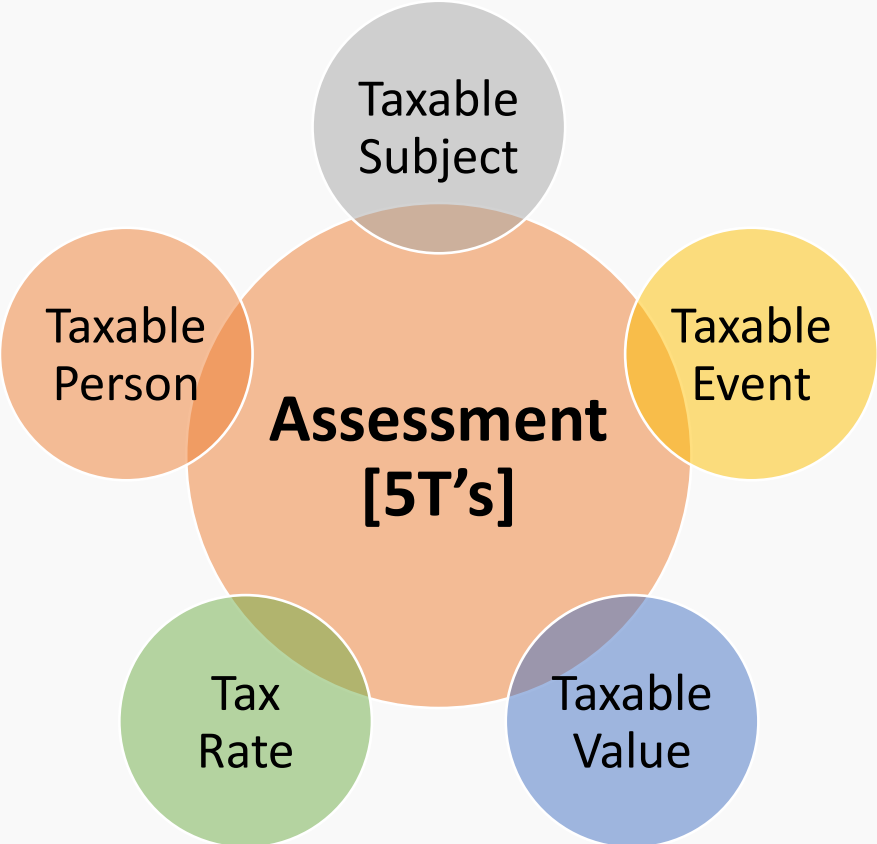 Taxable
Subject
Taxable
Person
Taxable
Event
Assessment
[5T’s]
Tax
Rate
Taxable
Value